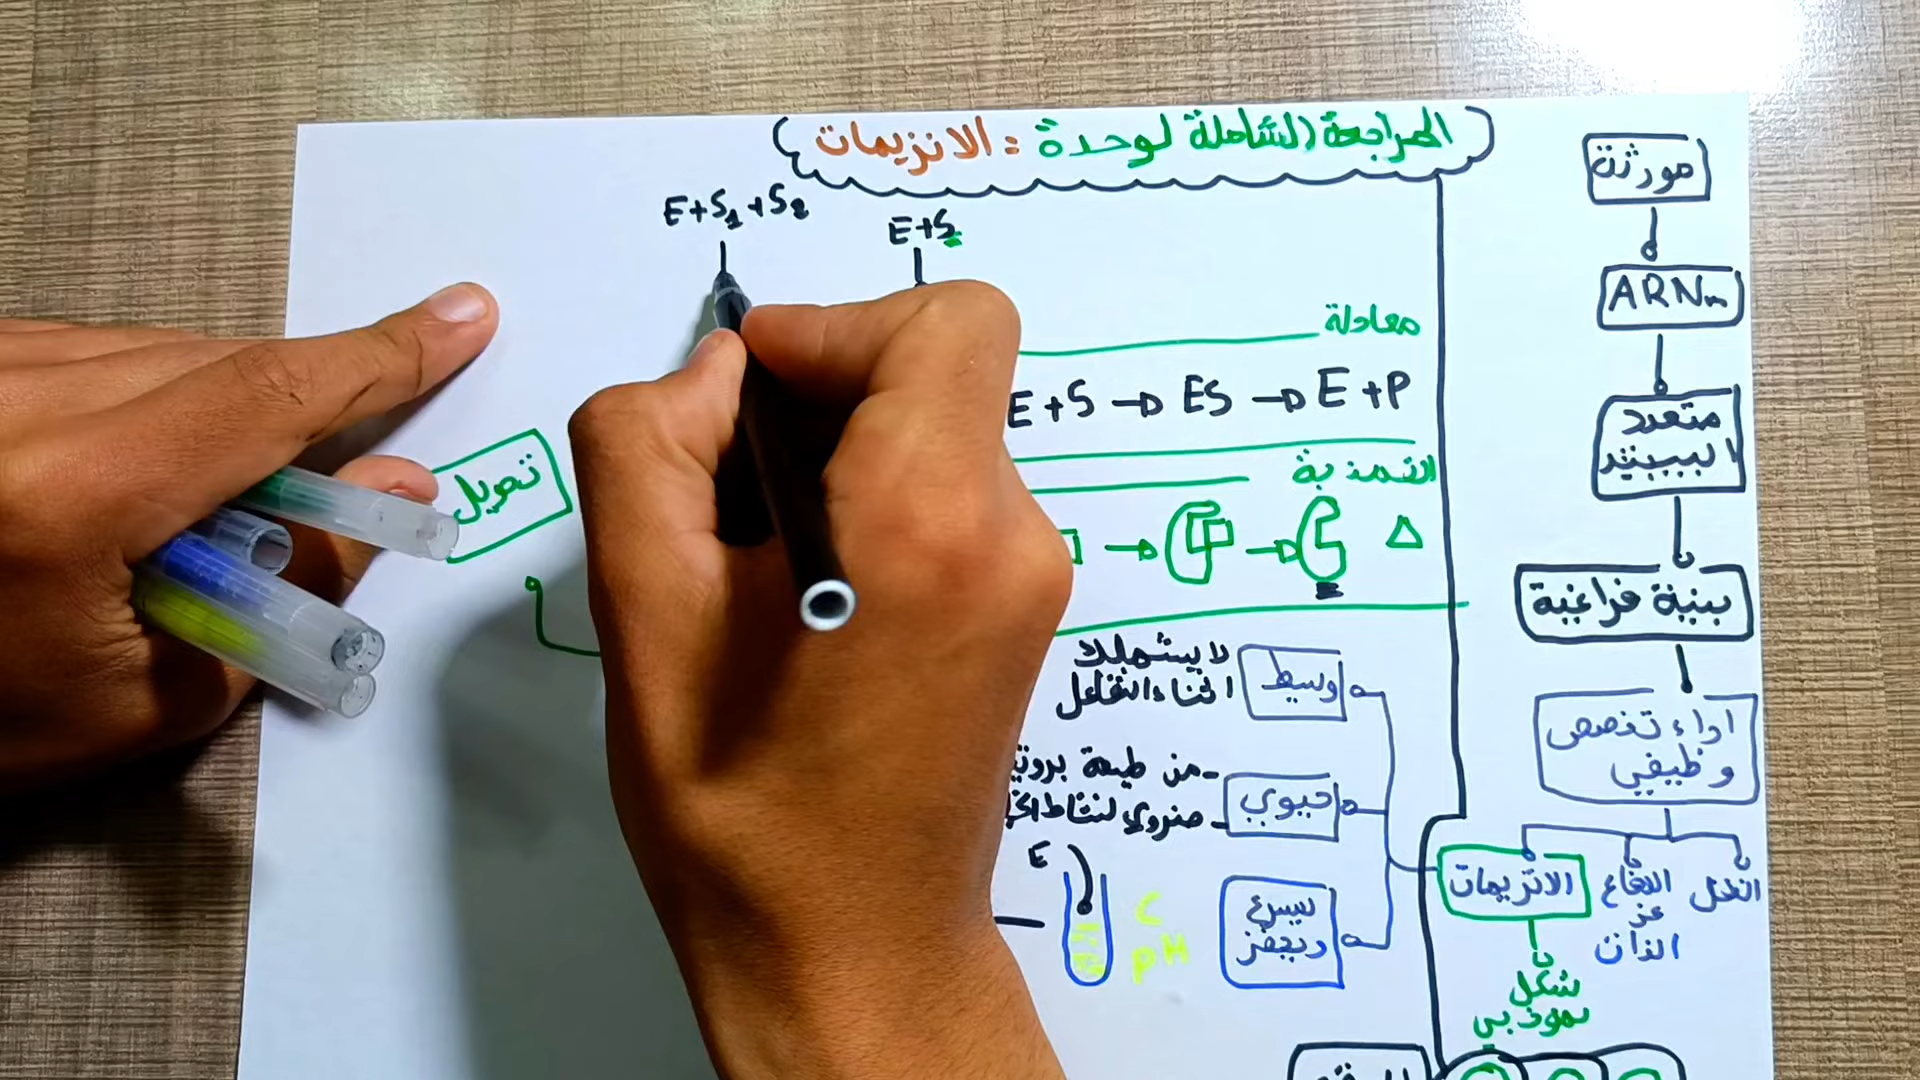 المراجعة الشاملة لوحدة : الانزيمات
مورثة
ARNm
متعدد
الببتيد
بنية فراغية
اداء تخصص
وظيفي
النقل
الدفاع
عن
الذات
الانزيمات
شكل
نموذجي
E+S1+S2
E+S
معادلة
E+S → ES → E+P
النمذجة
تحويل
وسيط
لا يستهلك
اثناء التفاعل
حيوي
- من طبيعة
- ضروري لنشاط
يسرع
ويحفز
E
C
pH